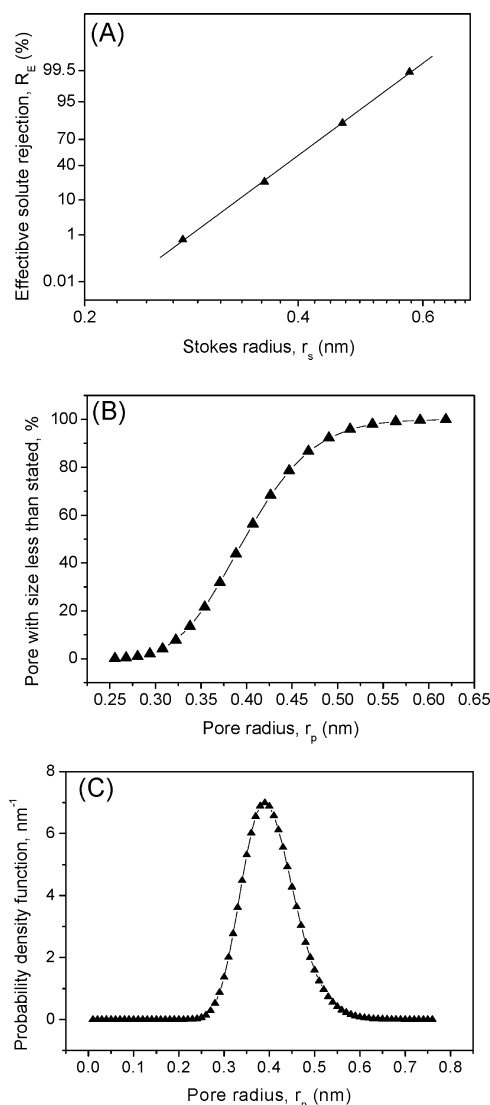 (A)
Effectibve solute rejection, R_E (%)
99.5
95
70
40
10
1
0.01
0.2
0.4
0.6
Stokes radius, r_s (nm)
(B)
Pore with size less than stated, %
100
80
60
40
20
0
0.25 0.30 0.35 0.40 0.45 0.50 0.55 0.60 0.65
Pore radius, r_p (nm)
(C)
Probability density function, nm⁻¹
8
6
4
2
0
0.0 0.1 0.2 0.3 0.4 0.5 0.6 0.7 0.8
Pore radius, r_p (nm)